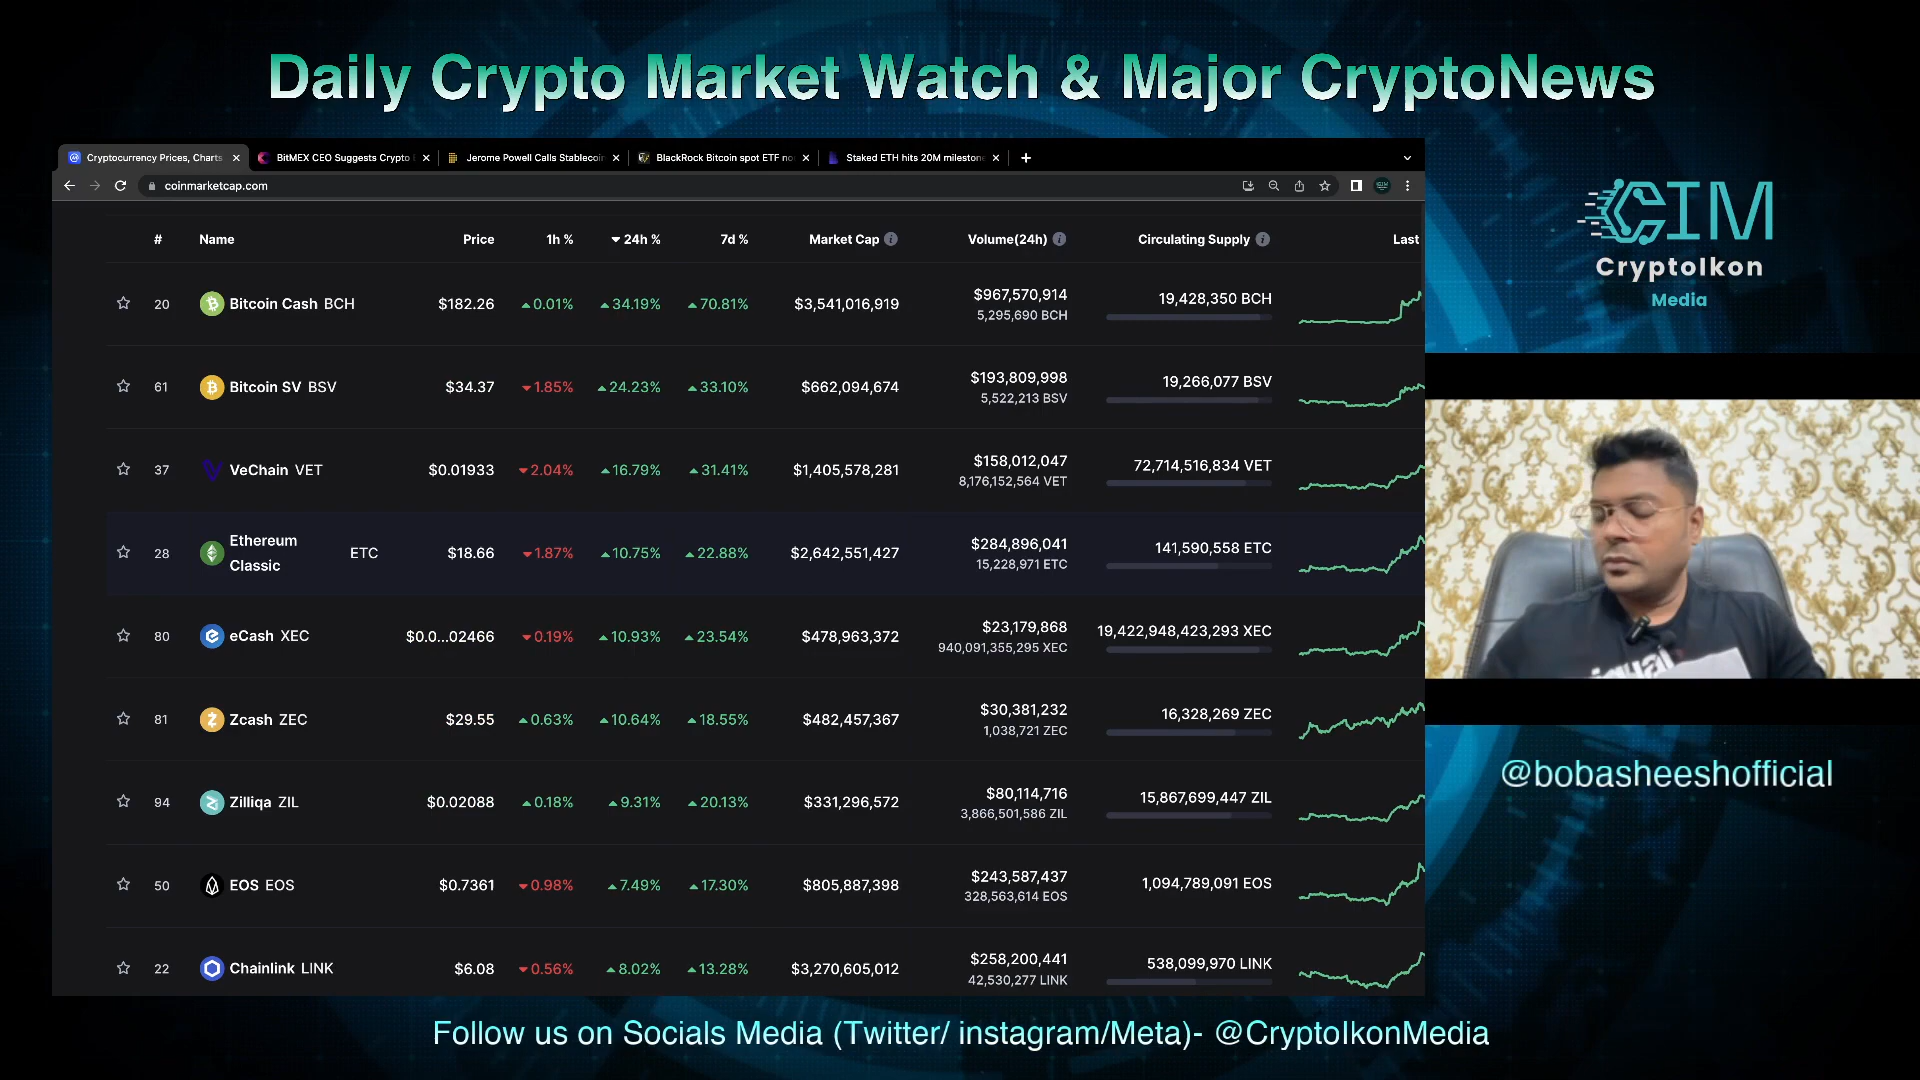 Daily Crypto Market Watch & Major CryptoNews
Cryptocurrency Prices, Charts
BitMEX CEO Suggests Crypto
Jerome Powell Calls Stablecoin
BlackRock Bitcoin spot ETF no
Staked ETH hits 20M milestone
coinmarketcap.com
# Name Price 1h % 24h % 7d % Market Cap Volume(24h) Circulating Supply Last
20 Bitcoin Cash BCH $182.26 0.01% 34.19% 70.81% $3,541,016,919 $967,570,914 19,428,350 BCH
5,295,690 BCH
61 Bitcoin SV BSV $34.37 1.85% 24.23% 33.10% $662,094,674 $193,809,998 19,266,077 BSV
5,522,213 BSV
37 VeChain VET $0.01933 2.04% 16.79% 31.41% $1,405,578,281 $158,012,047 72,714,516,834 VET
8,176,152,564 VET
28 Ethereum Classic ETC $18.66 1.87% 10.75% 22.88% $2,642,551,427 $284,896,041 141,590,558 ETC
15,228,971 ETC
80 eCash XEC $0.0...02466 0.19% 10.93% 23.54% $478,963,372 $23,179,868 19,422,948,423,293 XEC
940,091,355,295 XEC
81 Zcash ZEC $29.55 0.63% 10.64% 18.55% $482,457,367 $30,381,232 16,328,269 ZEC
1,038,721 ZEC
94 Zilliqa ZIL $0.02088 0.18% 9.31% 20.13% $331,296,572 $80,114,716 15,867,699,447 ZIL
3,866,501,586 ZIL
50 EOS EOS $0.7361 0.98% 7.49% 17.30% $805,887,398 $243,587,437 1,094,789,091 EOS
328,563,614 EOS
22 Chainlink LINK $6.08 0.56% 8.02% 13.28% $3,270,605,012 $258,200,441 538,099,970 LINK
42,530,277 LINK
CIM
CryptoIkon
Media
@bobasheeshofficial
Follow us on Socials Media (Twitter/ instagram/Meta)- @CryptoIkonMedia